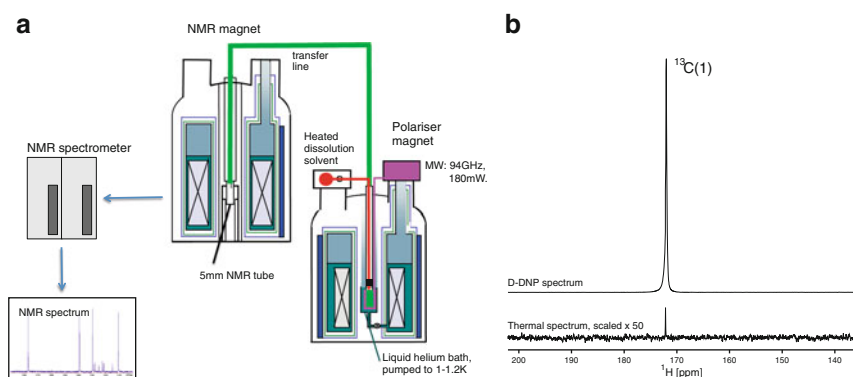 a
NMR magnet
transfer
line
NMR spectrometer
Heated
dissolution
solvent
Polariser
magnet
MW: 94GHz,
180mW.
5mm NMR tube
NMR spectrum
Liquid helium bath,
pumped to 1-1.2K
b
13C(1)
D-DNP spectrum
Thermal spectrum, scaled x 50
200 190 180 170 160 150 140
1H [ppm]